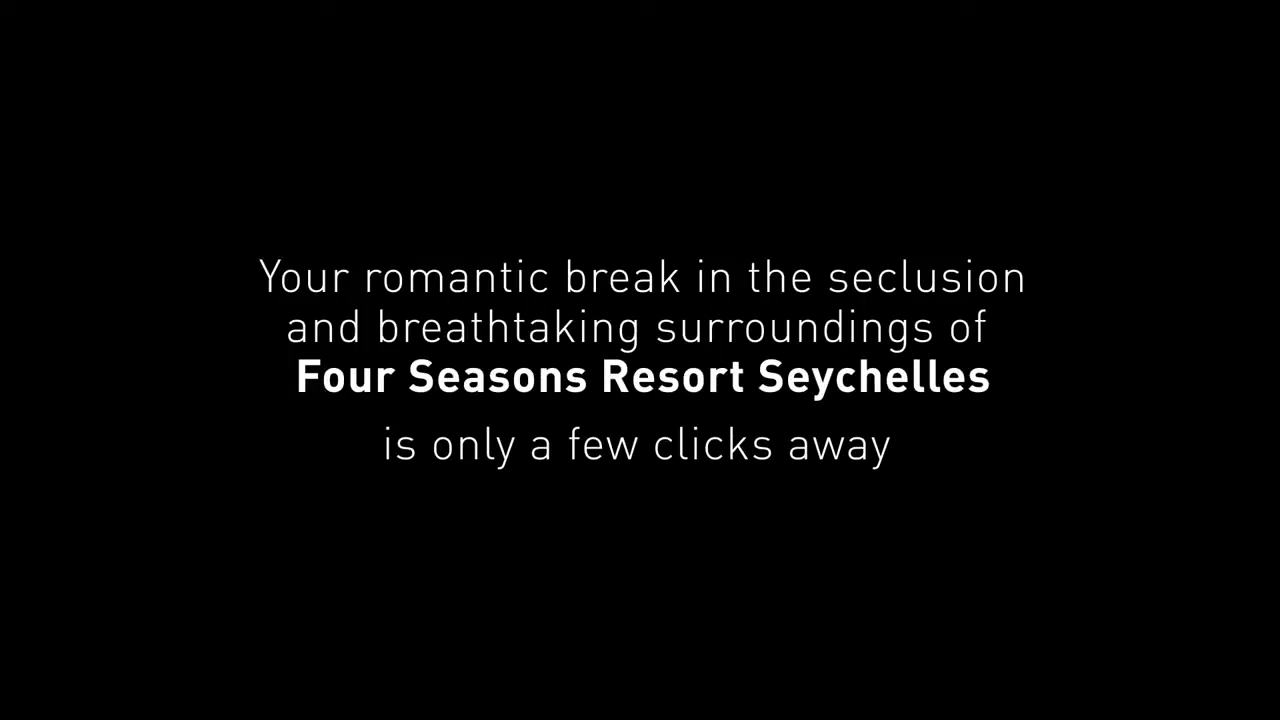 Your romantic break in the seclusion
and breathtaking surroundings of
Four Seasons Resort Seychelles
is only a few clicks away